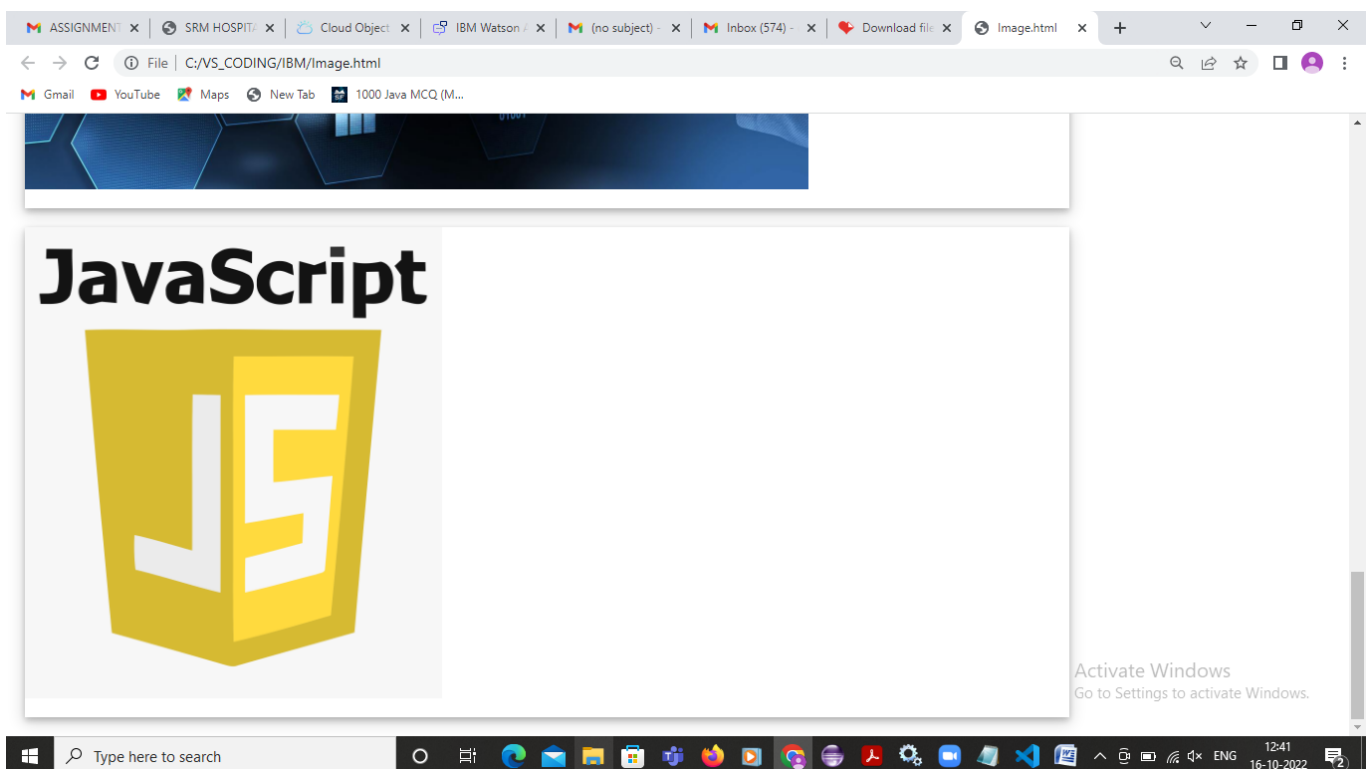 ASSIGNMENT
SRM HOSPITA
Cloud Object
IBM Watson A
(no subject) -
Inbox (574) -
Download file
Image.html
File
C:/VS_CODING/IBM/Image.html
Gmail
YouTube
Maps
New Tab
1000 Java MCQ (M...
JavaScript
JS
Activate Windows
Go to Settings to activate Windows.
Type here to search
ENG
12:41
16-10-2022
2